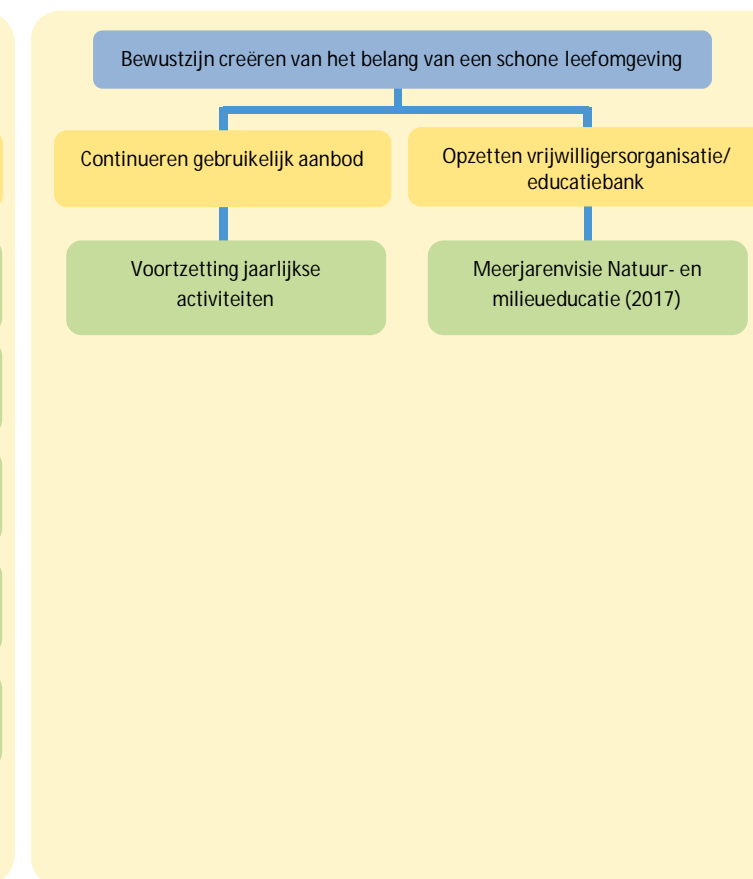 Bewustzijn creëren van het belang van een schone leefomgeving
Continueren gebruikelijk aanbod
Opzetten vrijwilligersorganisatie/
educatiebank
Voortzetting jaarlijkse
activiteiten
Meerjarenvisie Natuur- en
milieueducatie (2017)